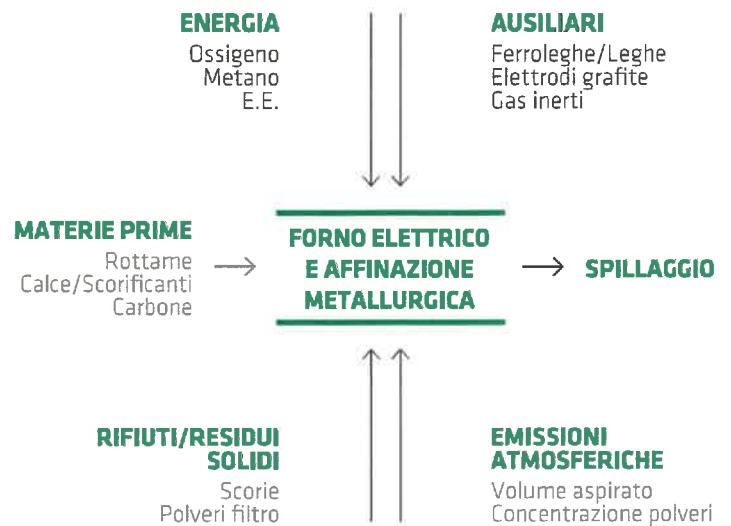 ENERGIA
Ossigeno
Metano
E.E.
AUSILIARI
Ferroleghe/Leghe
Elettrodi grafite
Gas inerti
MATERIE PRIME
Rottame
Calce/Scorificanti
Carbone
FORNO ELETTRICO
E AFFINAZIONE
METALLURGICA
SPILLAGGIO
RIFIUTI/RESIDUI
SOLIDI
Scorie
Polveri filtro
EMISSIONI
ATMOSFERICHE
Volume aspirato
Concentrazione polveri